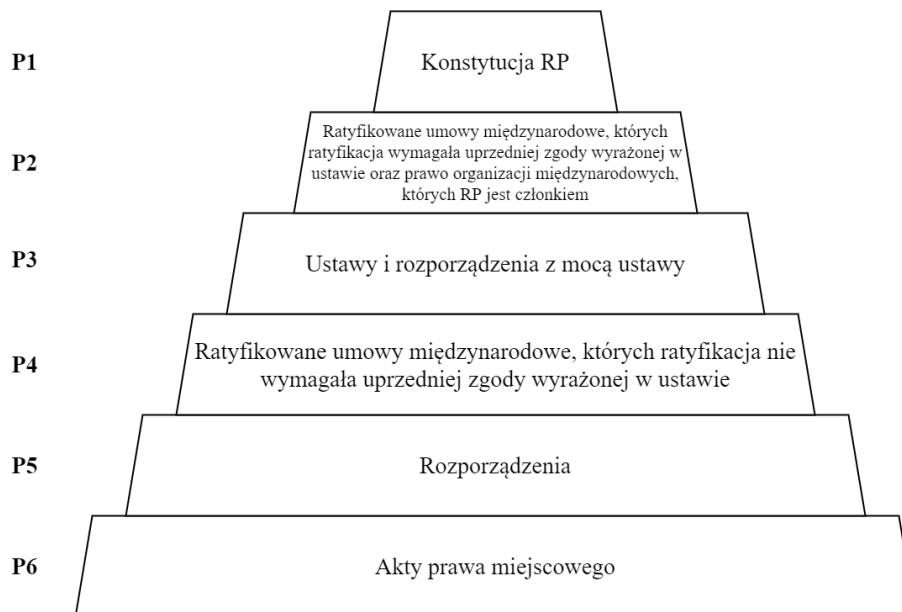 P1
Konstytucja RP
P2
Ratyfikowane umowy międzynarodowe, których
ratyfikacja wymagała uprzedniej zgody wyrażonej w
ustawie oraz prawo organizacji międzynarodowych,
których RP jest członkiem
P3
Ustawy i rozporządzenia z mocą ustawy
P4
Ratyfikowane umowy międzynarodowe, których ratyfikacja nie
wymagała uprzedniej zgody wyrażonej w ustawie
P5
Rozporządzenia
P6
Akty prawa miejscowego